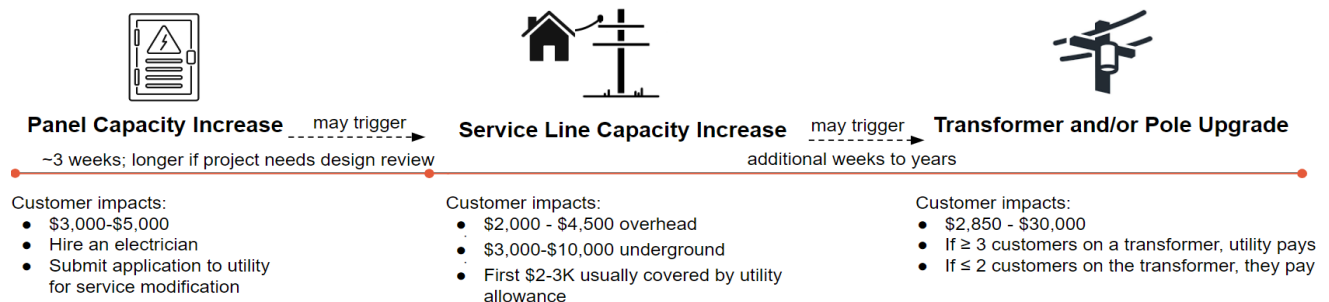 Panel Capacity Increase
may trigger
Service Line Capacity Increase
may trigger
Transformer and/or Pole Upgrade
~3 weeks; longer if project needs design review
additional weeks to years
Customer impacts:
● $3,000-$5,000
● Hire an electrician
● Submit application to utility
for service modification
Customer impacts:
● $2,000 - $4,500 overhead
● $3,000-$10,000 underground
● First $2-3K usually covered by utility
allowance
Customer impacts:
● $2,850 - $30,000
● If ≥ 3 customers on a transformer, utility pays
● If ≤ 2 customers on the transformer, they pay